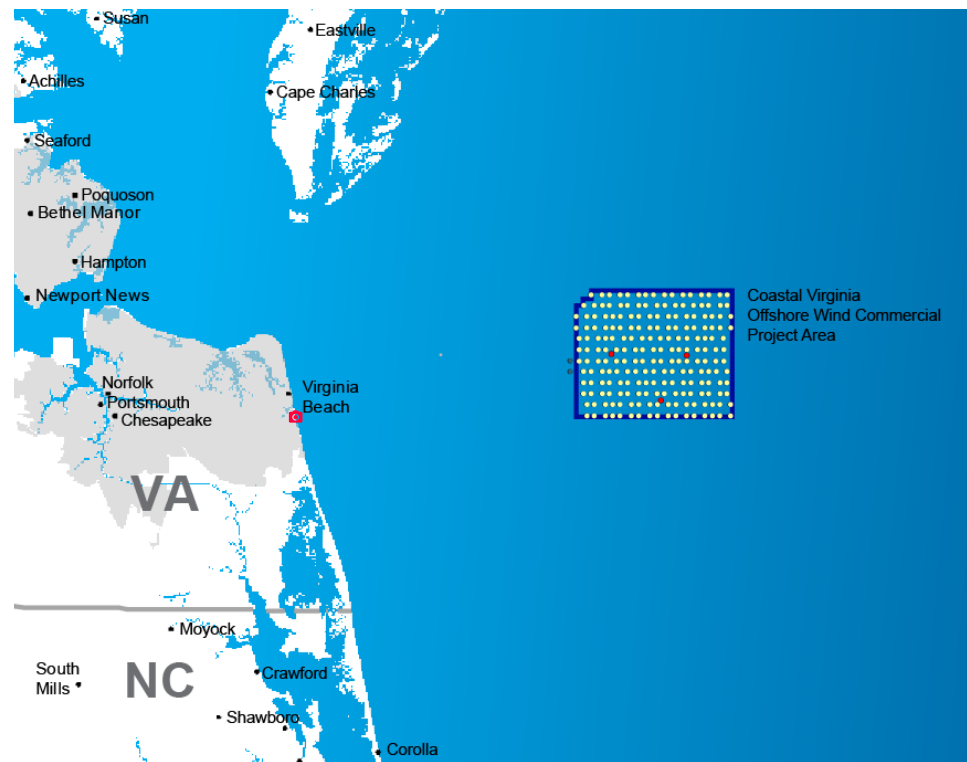 Susan
Eastville
Achilles
Cape Charles
Seaford
Poquoson
Bethel Manor
Hampton
Newport News
Coastal Virginia
Offshore Wind Commercial
Project Area
Norfolk
Virginia
Beach
Portsmouth
Chesapeake
VA
Moyock
South
Mills
NC
Crawford
Shawboro
Corolla